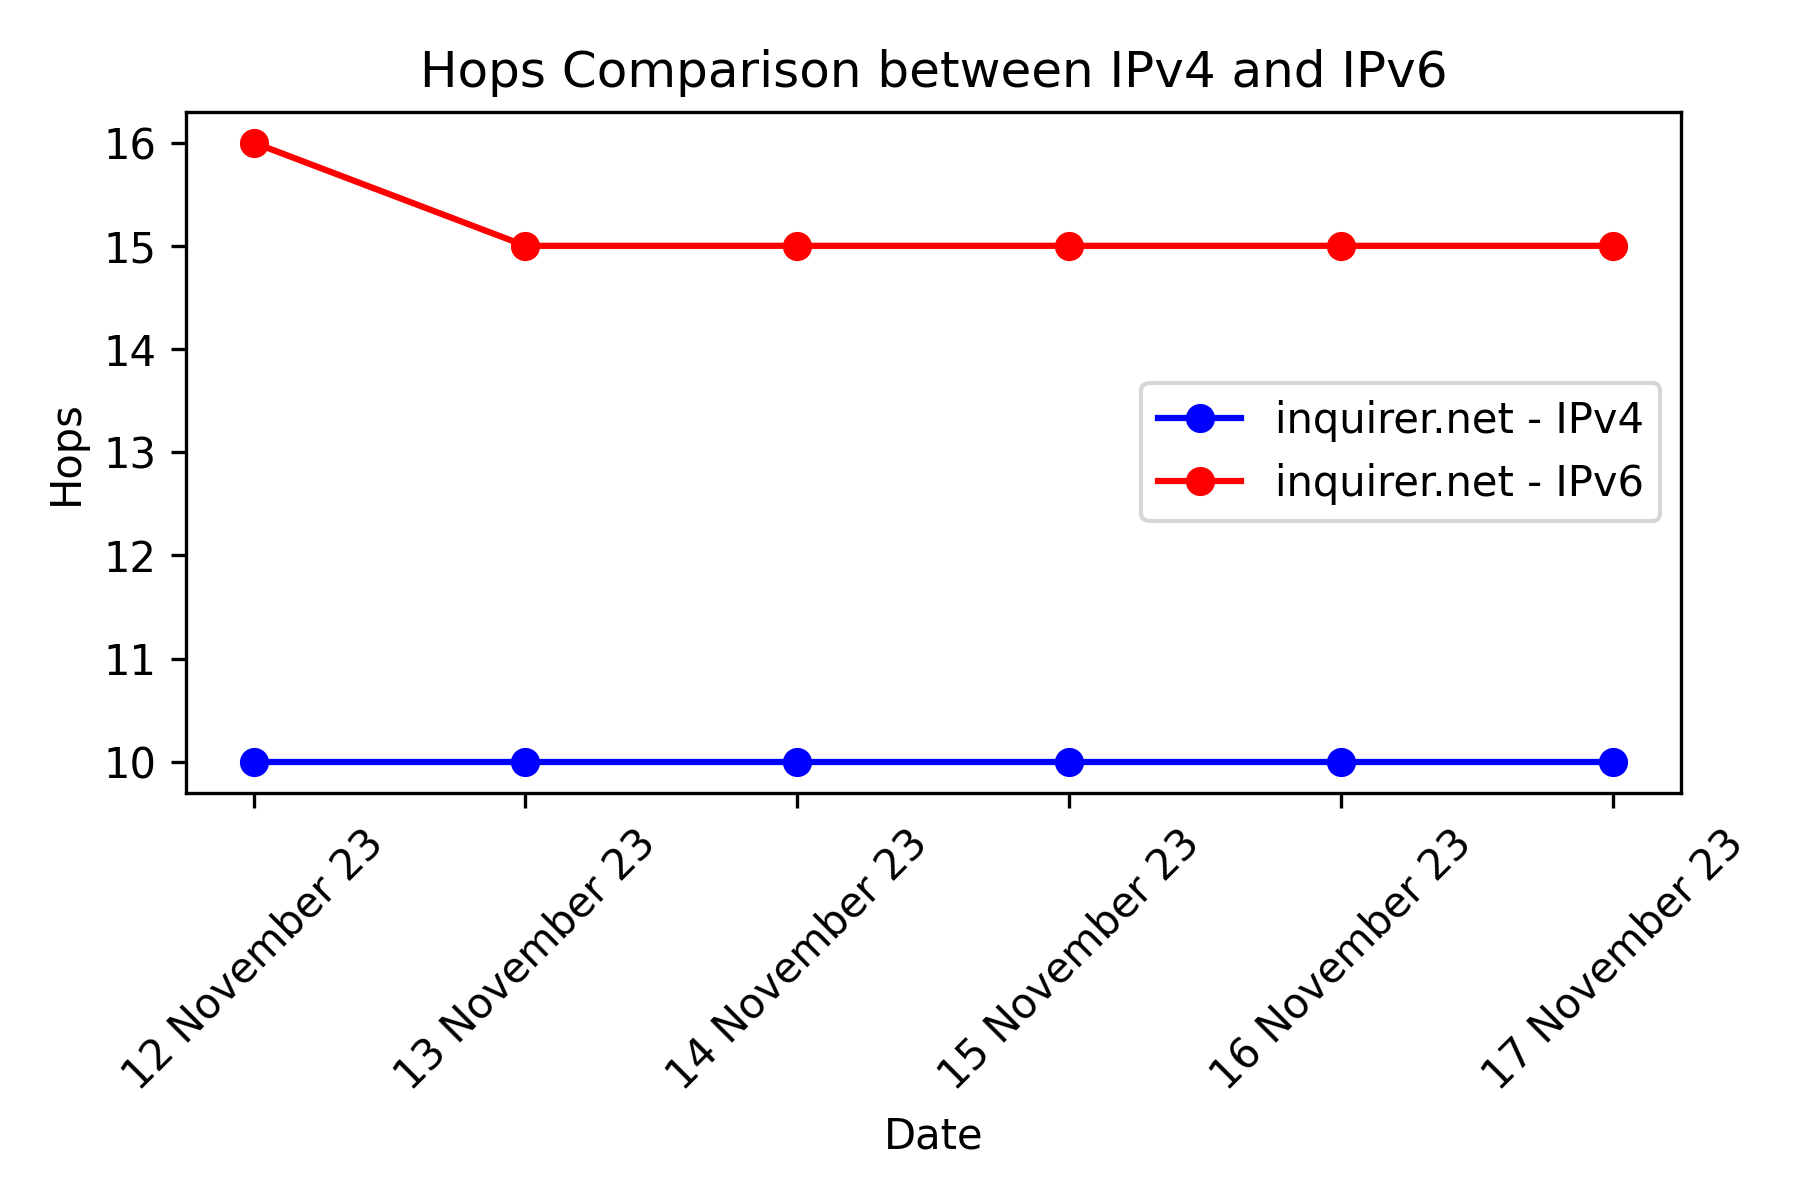 Hops Comparison between IPv4 and IPv6
16
15
14
13
12
11
10
Hops
inquirer.net - IPv4
inquirer.net - IPv6
12 November 23
13 November 23
14 November 23
15 November 23
16 November 23
17 November 23
Date